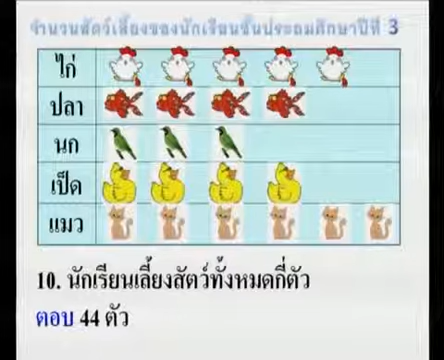 จำนวนสัตว์เลี้ยงของนักเรียนชั้นประถมศึกษาปีที่ 3
ไก่
ปลา
นก
เป็ด
แมว
10. นักเรียนเลี้ยงสัตว์ทั้งหมดกี่ตัว
ตอบ 44 ตัว